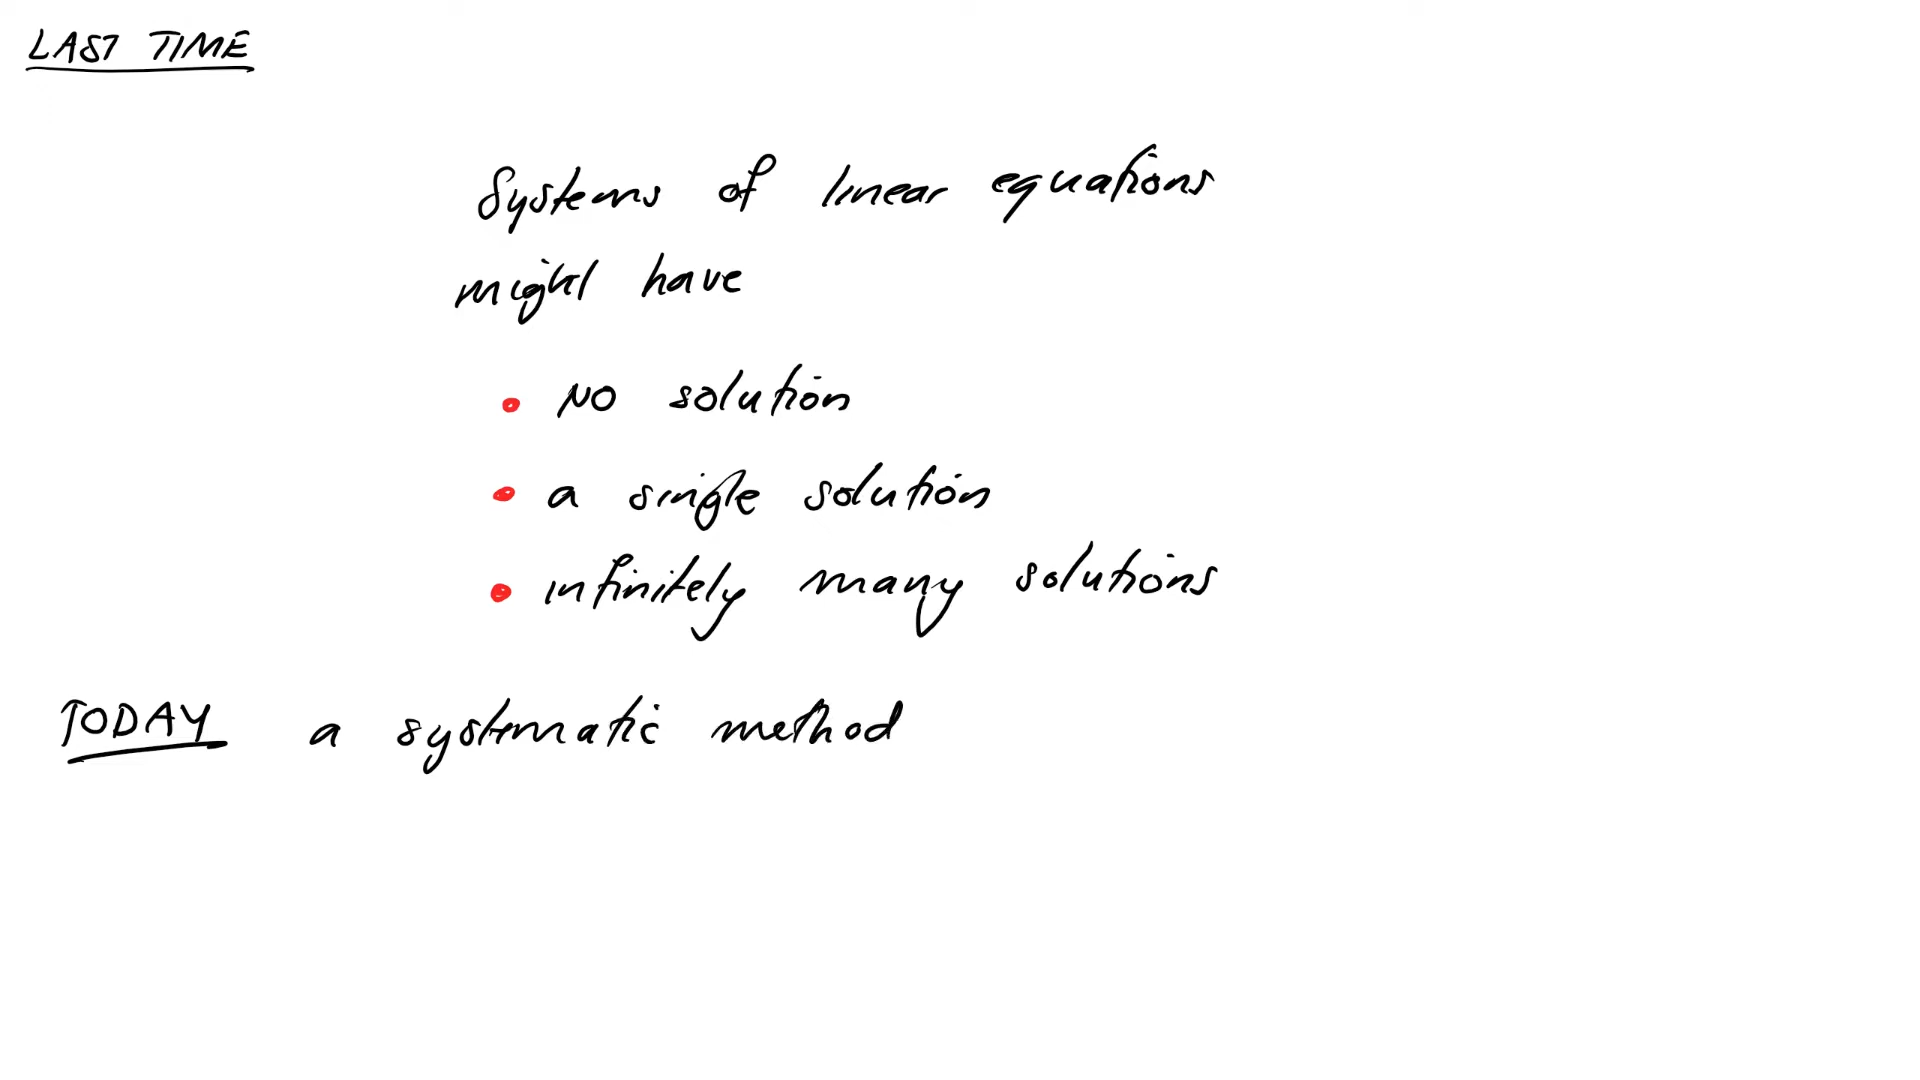 LAST TIME
Systems of linear equations
might have
• NO solution
• a single solution
• infinitely many solutions
TODAY a systematic method